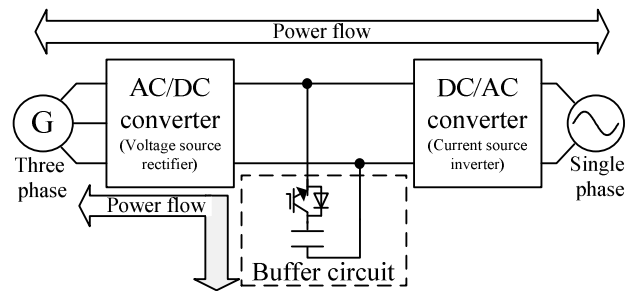 Power flow
AC/DC
converter
(Voltage source
rectifier)
DC/AC
converter
(Current source
inverter)
G
Three
phase
Single
phase
Power flow
Buffer circuit